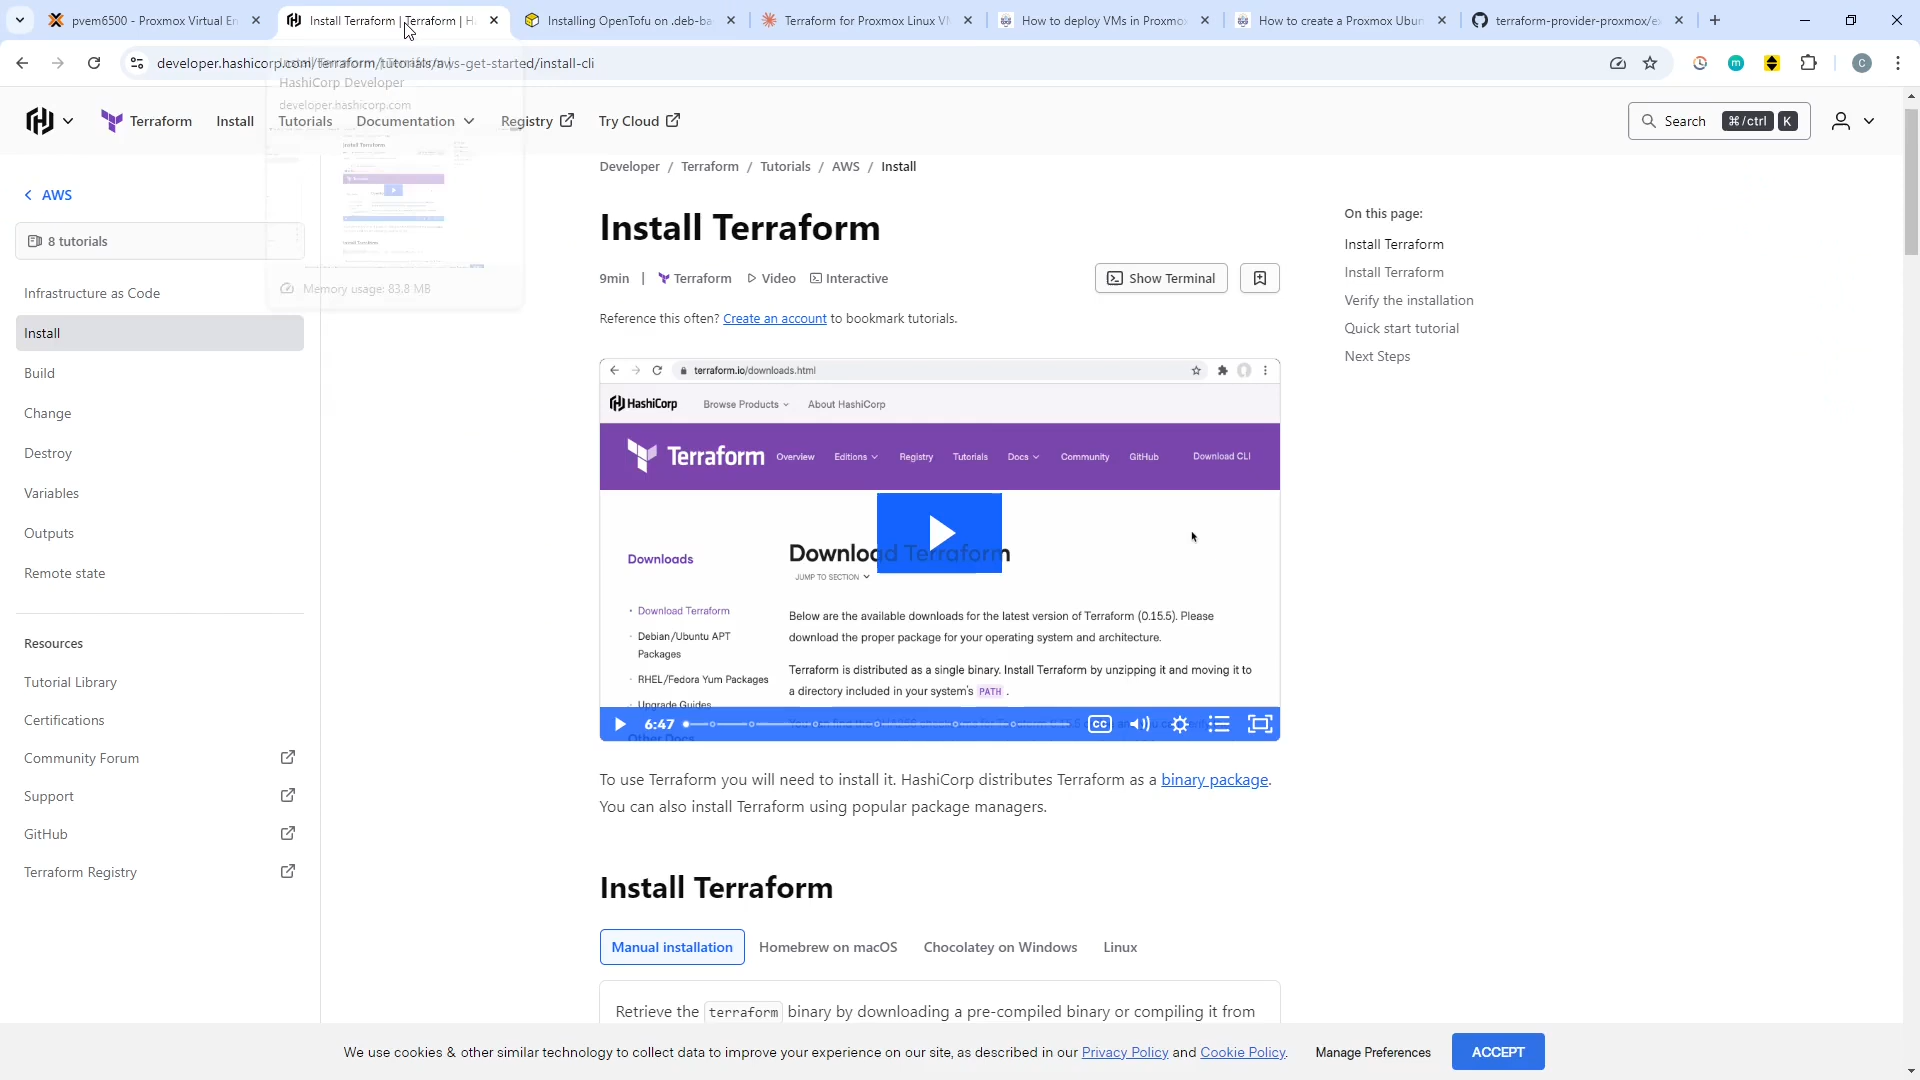 pvem6500 - Proxmox Virtual En
Install Terraform | Terraform | Ha
Installing OpenTofu on .deb-ba
Terraform for Proxmox Linux VM
How to deploy VMs in Proxmox
How to create a Proxmox Ubun
terraform-provider-proxmox/e
developer.hashicorp.com/terraform/tutorials/aws-get-started/install-cli
HashiCorp Developer
developer.hashicorp.com
Memory usage: 83.8 MB
Terraform
Install
Tutorials
Documentation
Registry
Try Cloud
Search
⌘/ctrl
K
AWS
8 tutorials
Infrastructure as Code
Install
Build
Change
Destroy
Variables
Outputs
Remote state
Resources
Tutorial Library
Certifications
Community Forum
Support
GitHub
Terraform Registry
Developer / Terraform / Tutorials / AWS / Install
Install Terraform
9min | Terraform Video Interactive
Show Terminal
Reference this often? Create an account to bookmark tutorials.
terraform.io/downloads.html
HashiCorp
Browse Products
About HashiCorp
Terraform
Overview
Editions
Registry
Tutorials
Docs
Community
GitHub
Download CLI
Downloads
Download Terraform
Debian/Ubuntu APT
Packages
RHEL/Fedora Yum Packages
Upgrade Guides
Other Docs
Download Terraform
JUMP TO SECTION
Below are the available downloads for the latest version of Terraform (0.15.5). Please
download the proper package for your operating system and architecture.
Terraform is distributed as a single binary. Install Terraform by unzipping it and moving it to
a directory included in your system's PATH .
6:47
CC
To use Terraform you will need to install it. HashiCorp distributes Terraform as a binary package.
You can also install Terraform using popular package managers.
Install Terraform
Manual installation
Homebrew on macOS
Chocolatey on Windows
Linux
Retrieve the terraform binary by downloading a pre-compiled binary or compiling it from
On this page:
Install Terraform
Install Terraform
Verify the installation
Quick start tutorial
Next Steps
We use cookies & other similar technology to collect data to improve your experience on our site, as described in our Privacy Policy and Cookie Policy.
Manage Preferences
ACCEPT